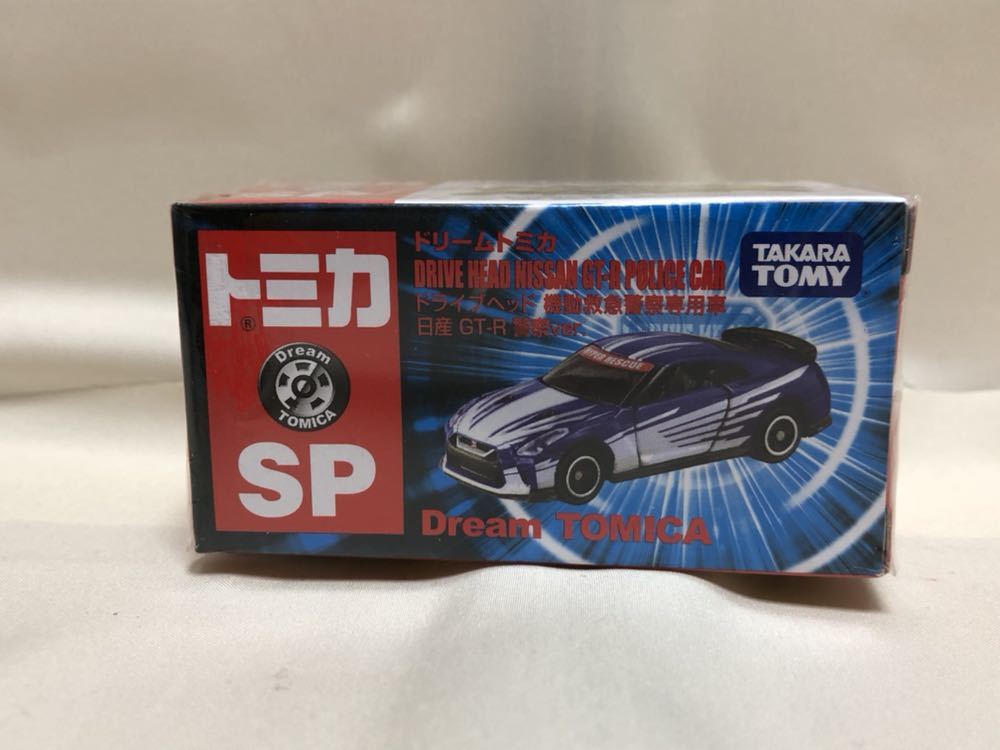 トミカ
®
Dream
TOMICA
SP
ドリームトミカ
DRIVE HEAD NISSAN GT-R POLICE CAR
ドライブヘッド 機動救急警察専用車
日産 GT-R 警察ver.
TAKARA
TOMY
HYPER RESCUE
Dream TOMICA